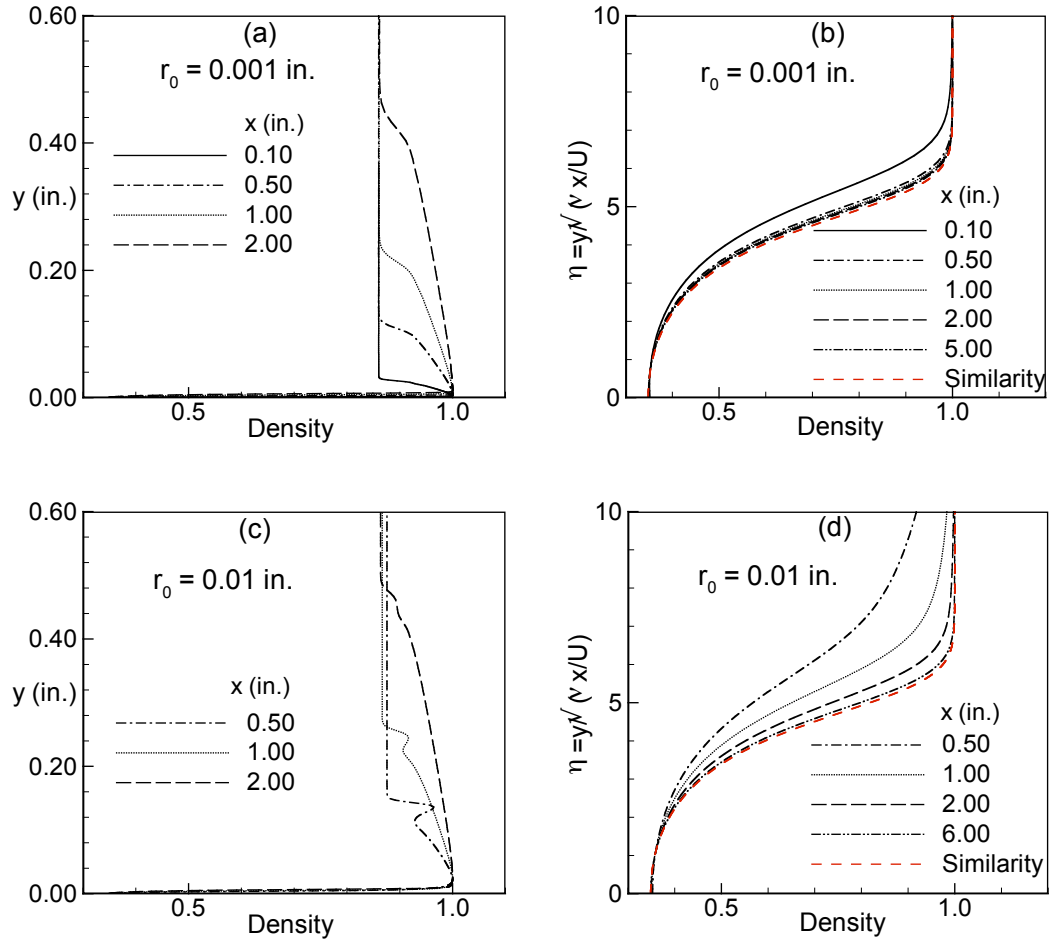 0.60
(a)
r0 = 0.001 in.
x (in.)
0.10
0.50
1.00
2.00
0.40
y (in.)
0.20
0.00
0.5
1.0
Density
10
(b)
r0 = 0.001 in.
η =y/√ (ν x/U)
5
x (in.)
0.10
0.50
1.00
2.00
5.00
Similarity
0
0.5
1.0
Density
0.60
(c)
r0 = 0.01 in.
0.40
y (in.)
x (in.)
0.50
1.00
2.00
0.20
0.00
0.5
1.0
Density
10
(d)
r0 = 0.01 in.
η =y/√ (ν x/U)
5
x (in.)
0.50
1.00
2.00
6.00
Similarity
0
0.5
1.0
Density